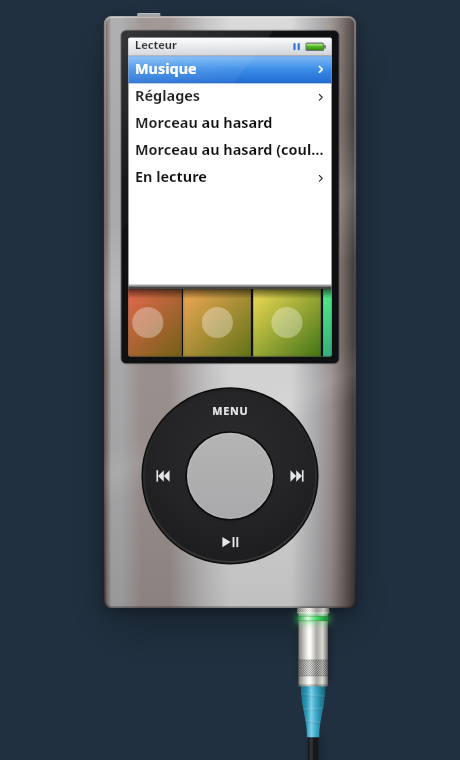 Lecteur
Musique
Réglages
Morceau au hasard
Morceau au hasard (coul...
En lecture
MENU